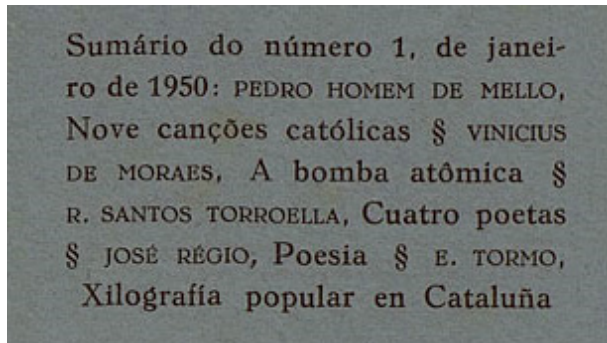 Sumário do número 1, de janei-
ro de 1950: PEDRO HOMEM DE MELLO,
Nove canções católicas § VINICIUS
DE MORAES, A bomba atômica §
R. SANTOS TORROELLA, Cuatro poetas
§ JOSÉ RÉGIO, Poesia § E. TORMO,
Xilografía popular en Cataluña